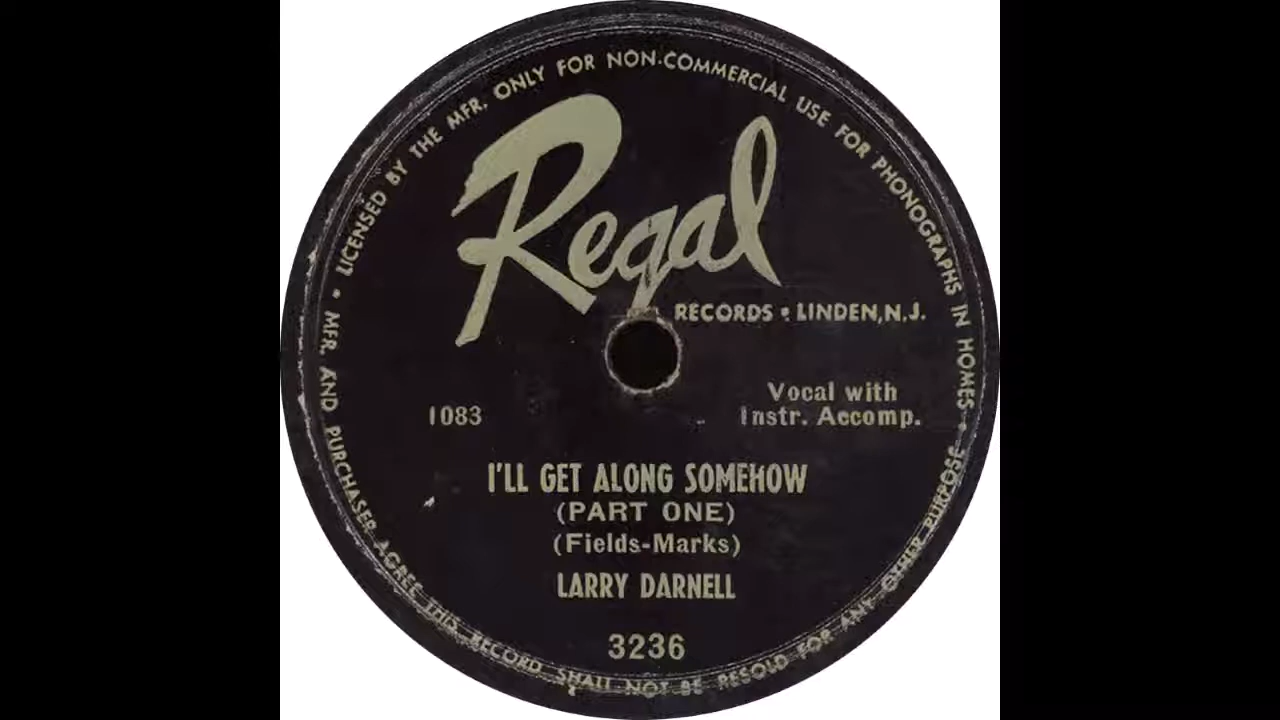 LICENSED BY THE MFR. ONLY FOR NON-COMMERCIAL USE FOR PHONOGRAPHS IN HOMES •
• MFR. AND PURCHASER AGREE THIS RECORD SHALL NOT BE RESOLD FOR ANY OTHER PURPOSE
Regal
RECORDS • LINDEN, N.J.
1083
Vocal with
Instr. Accomp.
I'LL GET ALONG SOMEHOW
(PART ONE)
(Fields-Marks)
LARRY DARNELL
3236